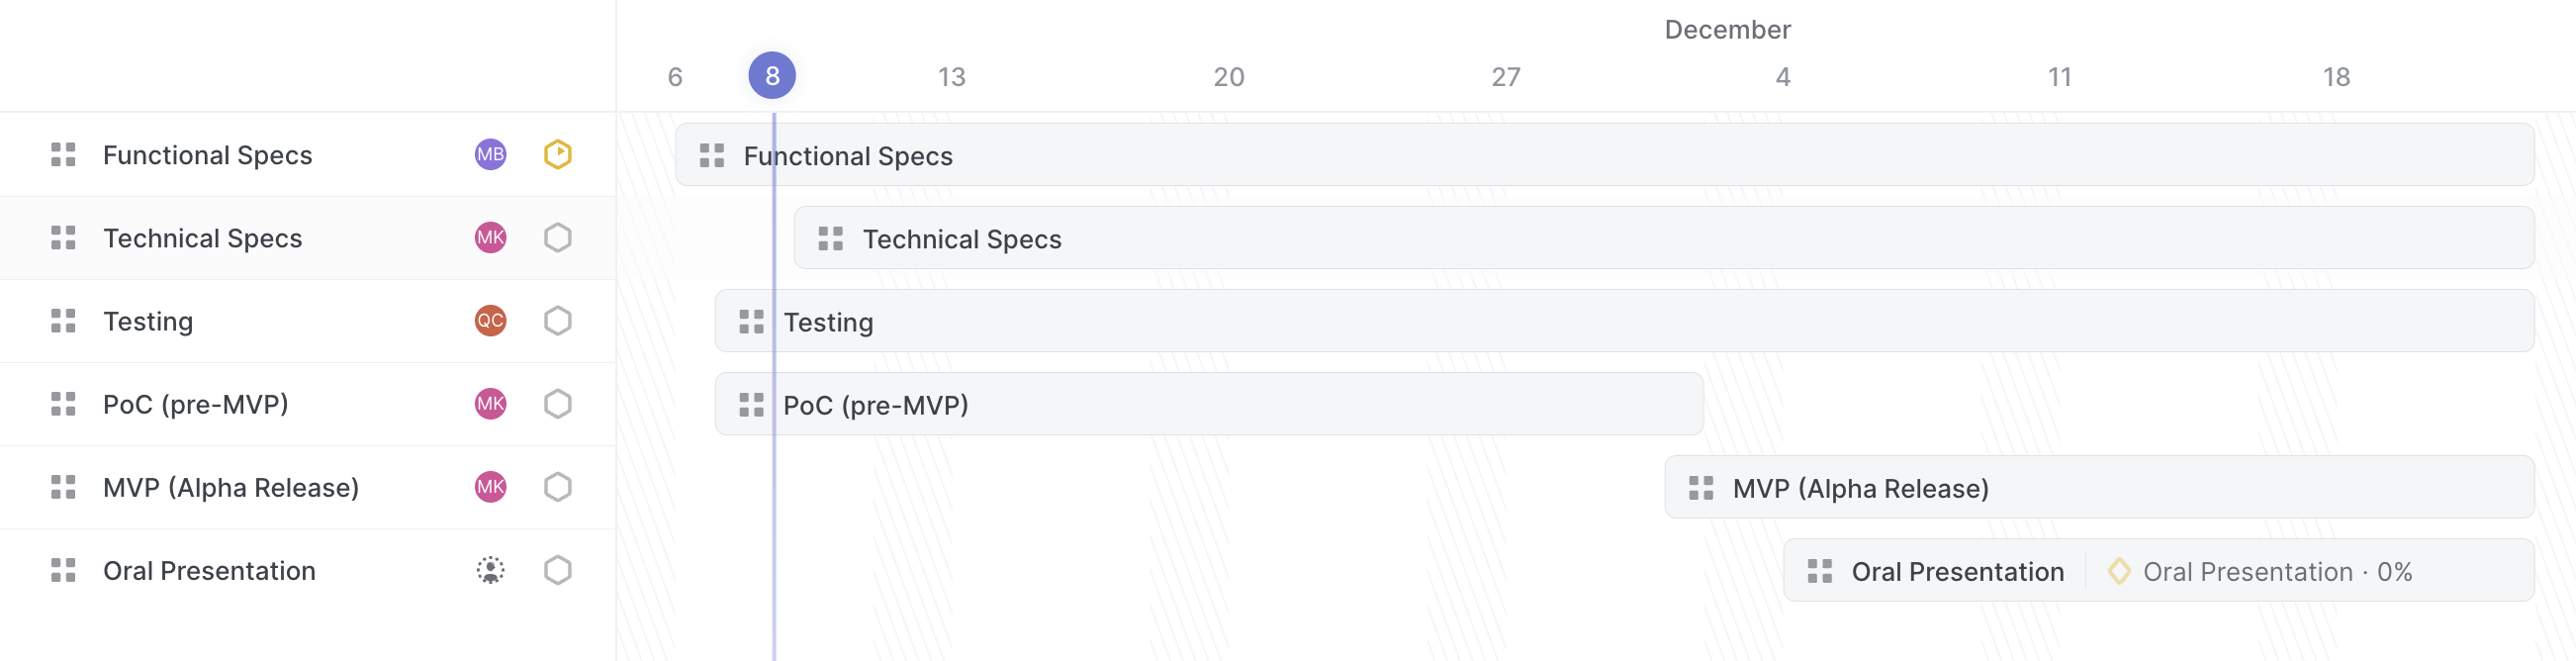 December
6 8 13 20 27 4 11 18
Functional Specs MB Functional Specs
Technical Specs MK Technical Specs
Testing QC Testing
PoC (pre-MVP) MK PoC (pre-MVP)
MVP (Alpha Release) MK MVP (Alpha Release)
Oral Presentation Oral Presentation Oral Presentation · 0%